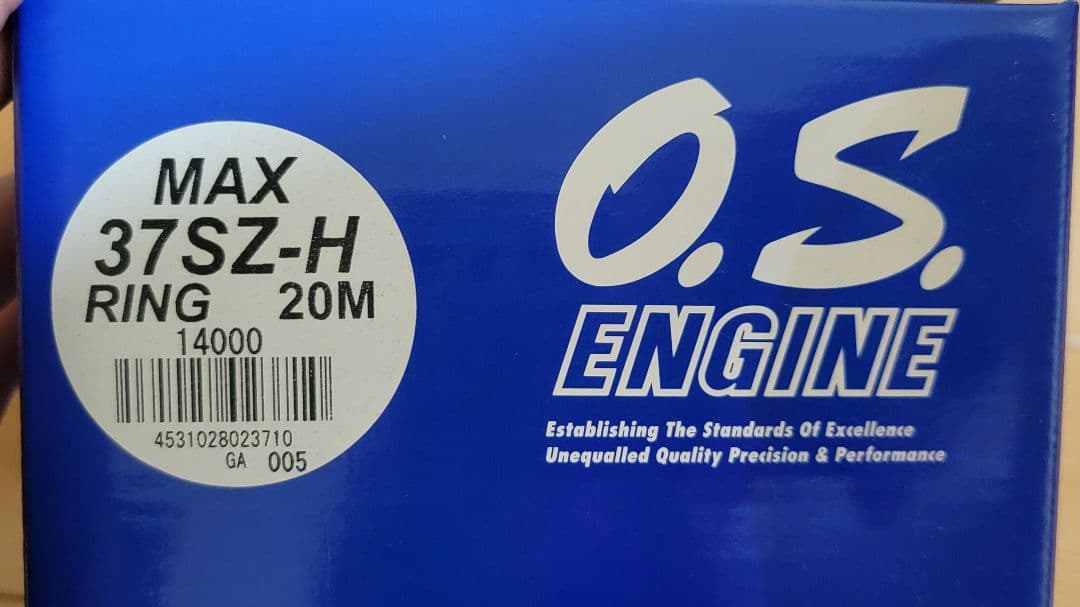 MAX
37SZ-H
RING 20M
14000
4531028023710
GA 005
O.S.
ENGINE
Establishing The Standards Of Excellence
Unequalled Quality Precision & Performance